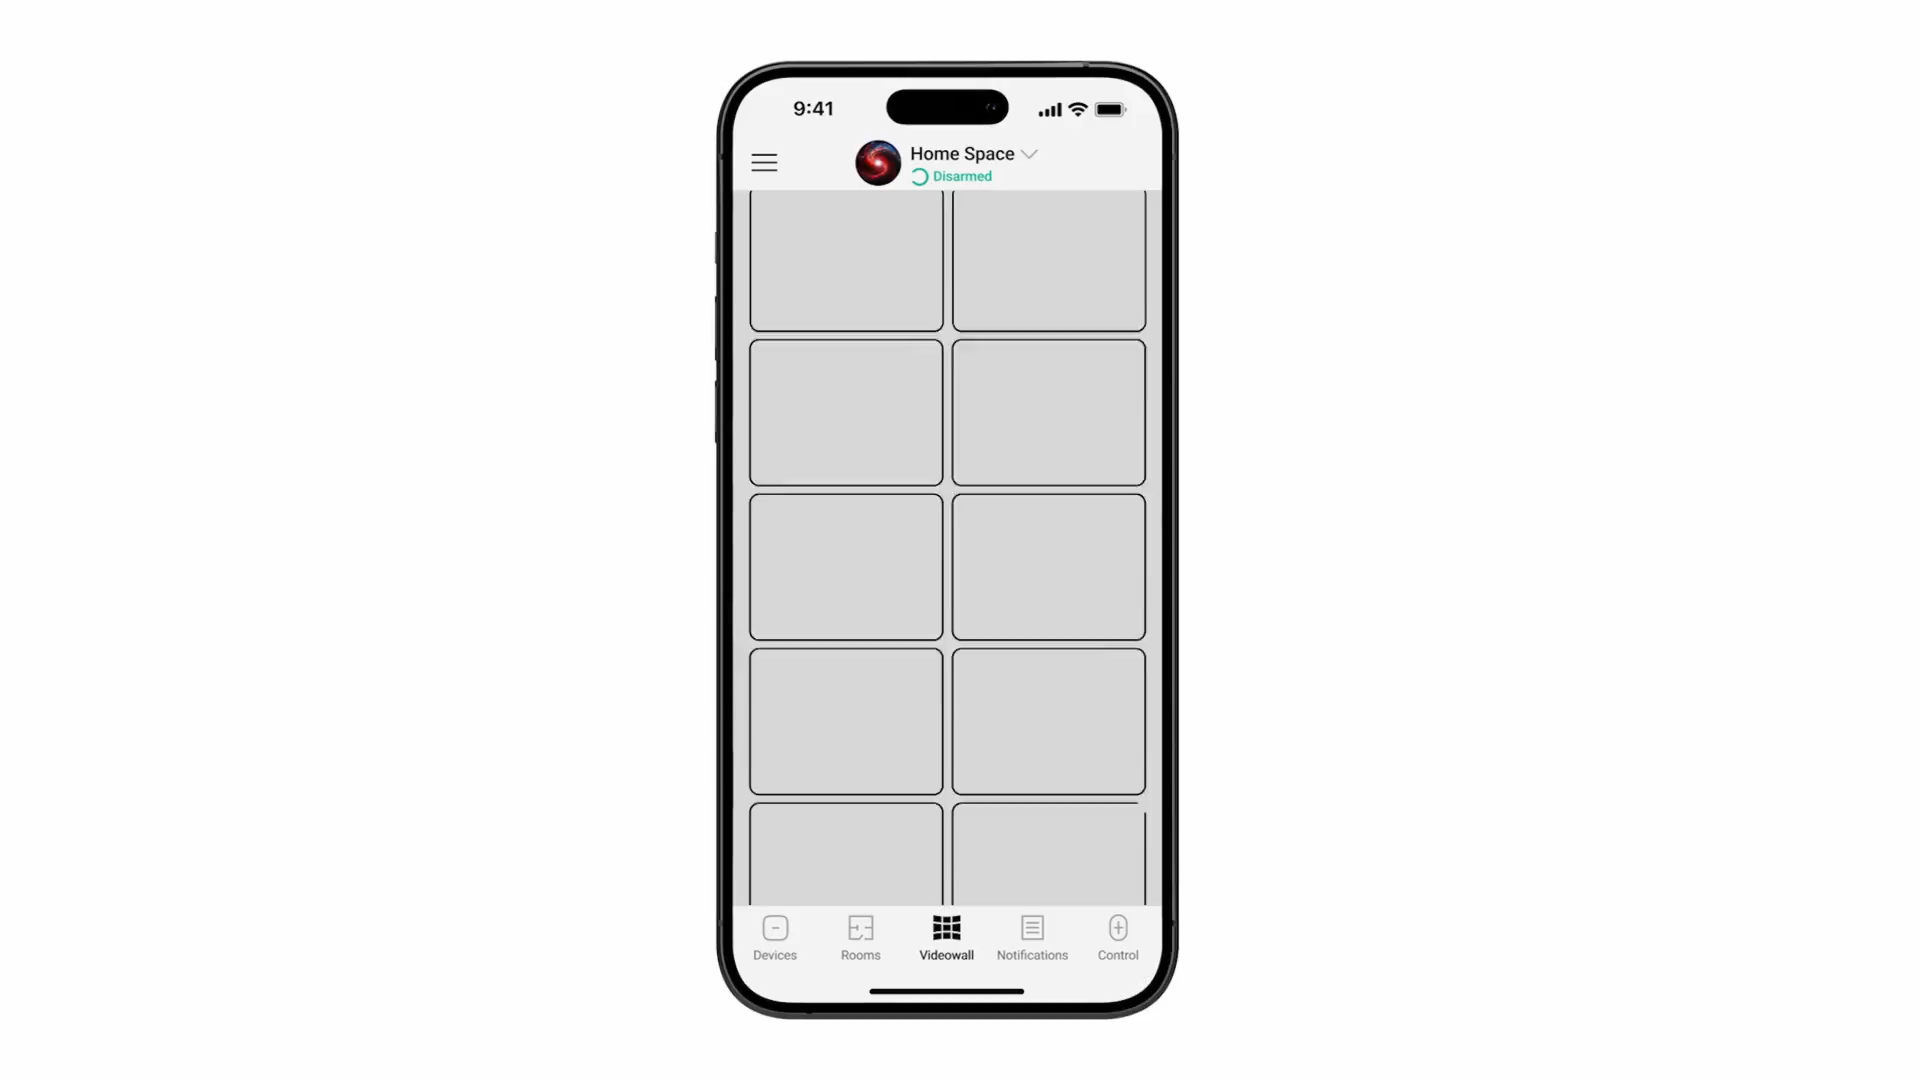 9:41
Home Space
Disarmed
Devices
Rooms
Videowall
Notifications
Control